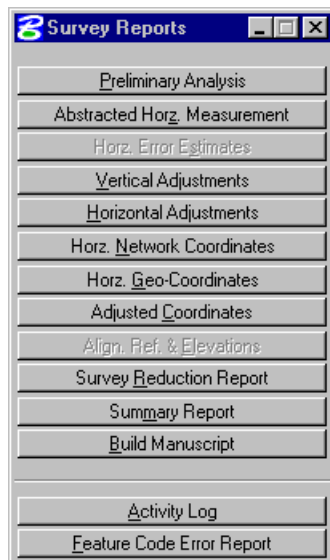 Survey Reports
Preliminary Analysis
Abstracted Horz. Measurement
Horz. Error Estimates
Vertical Adjustments
Horizontal Adjustments
Horz. Network Coordinates
Horz. Geo-Coordinates
Adjusted Coordinates
Align. Ref. & Elevations
Survey Reduction Report
Summary Report
Build Manuscript
Activity Log
Feature Code Error Report